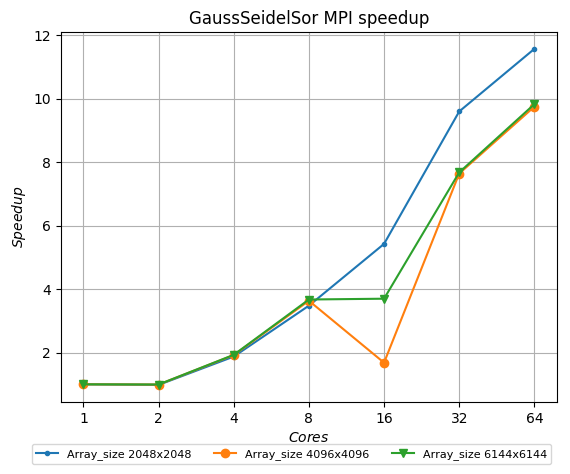 GaussSeidelSor MPI speedup
12
10
8
6
4
2
Speedup
1 2 4 8 16 32 64
Cores
Array_size 2048x2048 Array_size 4096x4096 Array_size 6144x6144